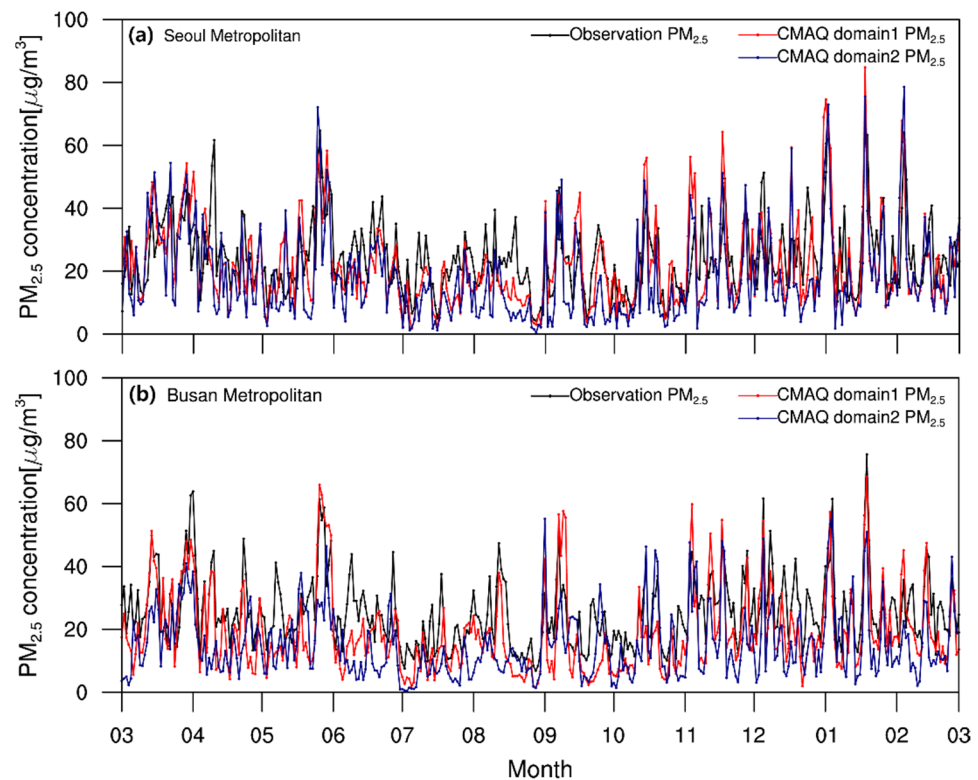 100
(a) Seoul Metropolitan
Observation PM2.5
CMAQ domain1 PM2.5
CMAQ domain2 PM2.5
80
60
40
20
0
PM2.5 concentration[μg/m3]
100
(b) Busan Metropolitan
Observation PM2.5
CMAQ domain1 PM2.5
CMAQ domain2 PM2.5
80
60
40
20
0
PM2.5 concentration[μg/m3]
03 04 05 06 07 08 09 10 11 12 01 02 03
Month